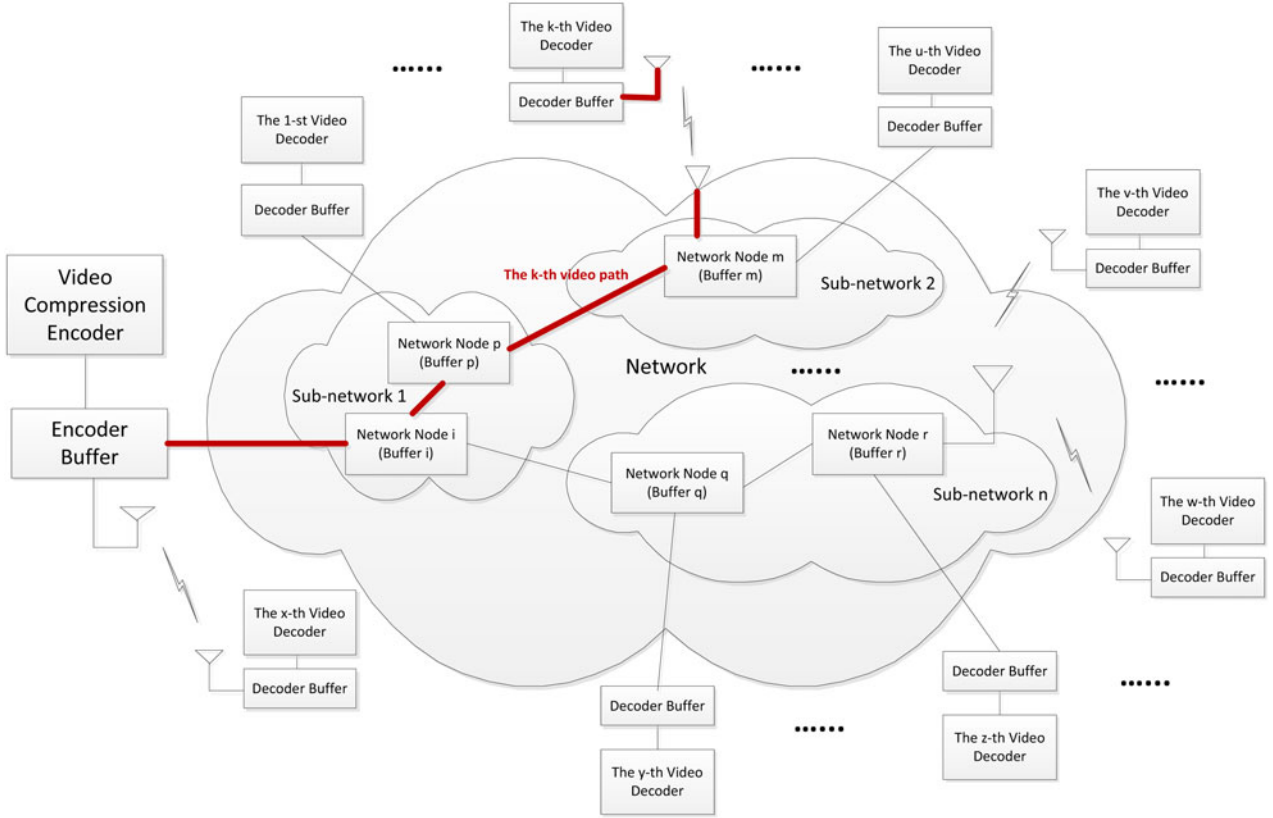 The k-th Video
Decoder
Decoder Buffer
......
......
The u-th Video
Decoder
Decoder Buffer
The 1-st Video
Decoder
Decoder Buffer
The v-th Video
Decoder
Decoder Buffer
Video
Compression
Encoder
Encoder
Buffer
The k-th video path
Network Node m
(Buffer m)
Sub-network 2
Network Node p
(Buffer p)
Sub-network 1
Network Node i
(Buffer i)
Network
......
......
Network Node q
(Buffer q)
Network Node r
(Buffer r)
Sub-network n
The w-th Video
Decoder
Decoder Buffer
The x-th Video
Decoder
Decoder Buffer
Decoder Buffer
The y-th Video
Decoder
......
Decoder Buffer
The z-th Video
Decoder
......